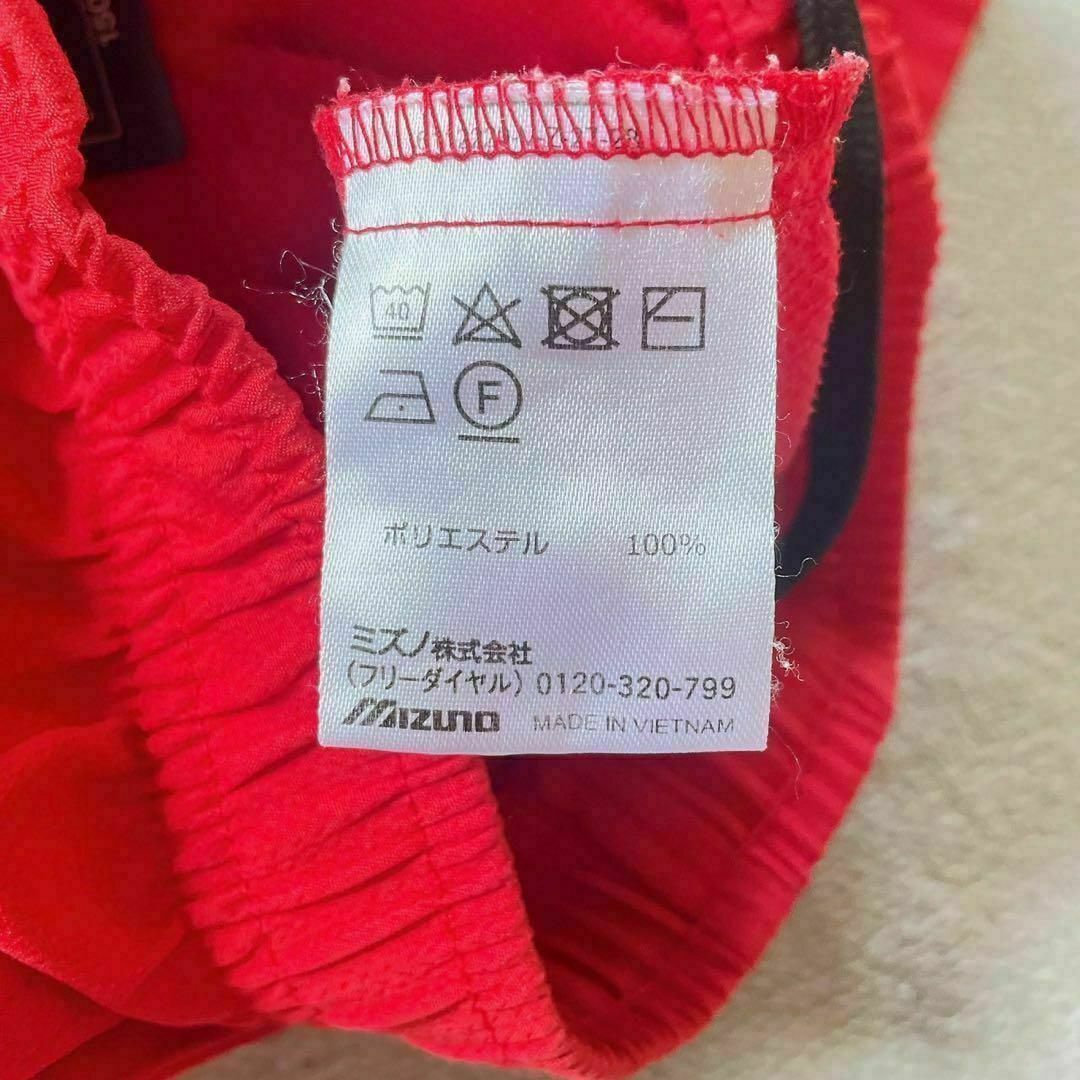 40
F
ポリエステル 100%
ミズノ株式会社
(フリーダイヤル) 0120-320-799
MIZUNO MADE IN VIETNAM